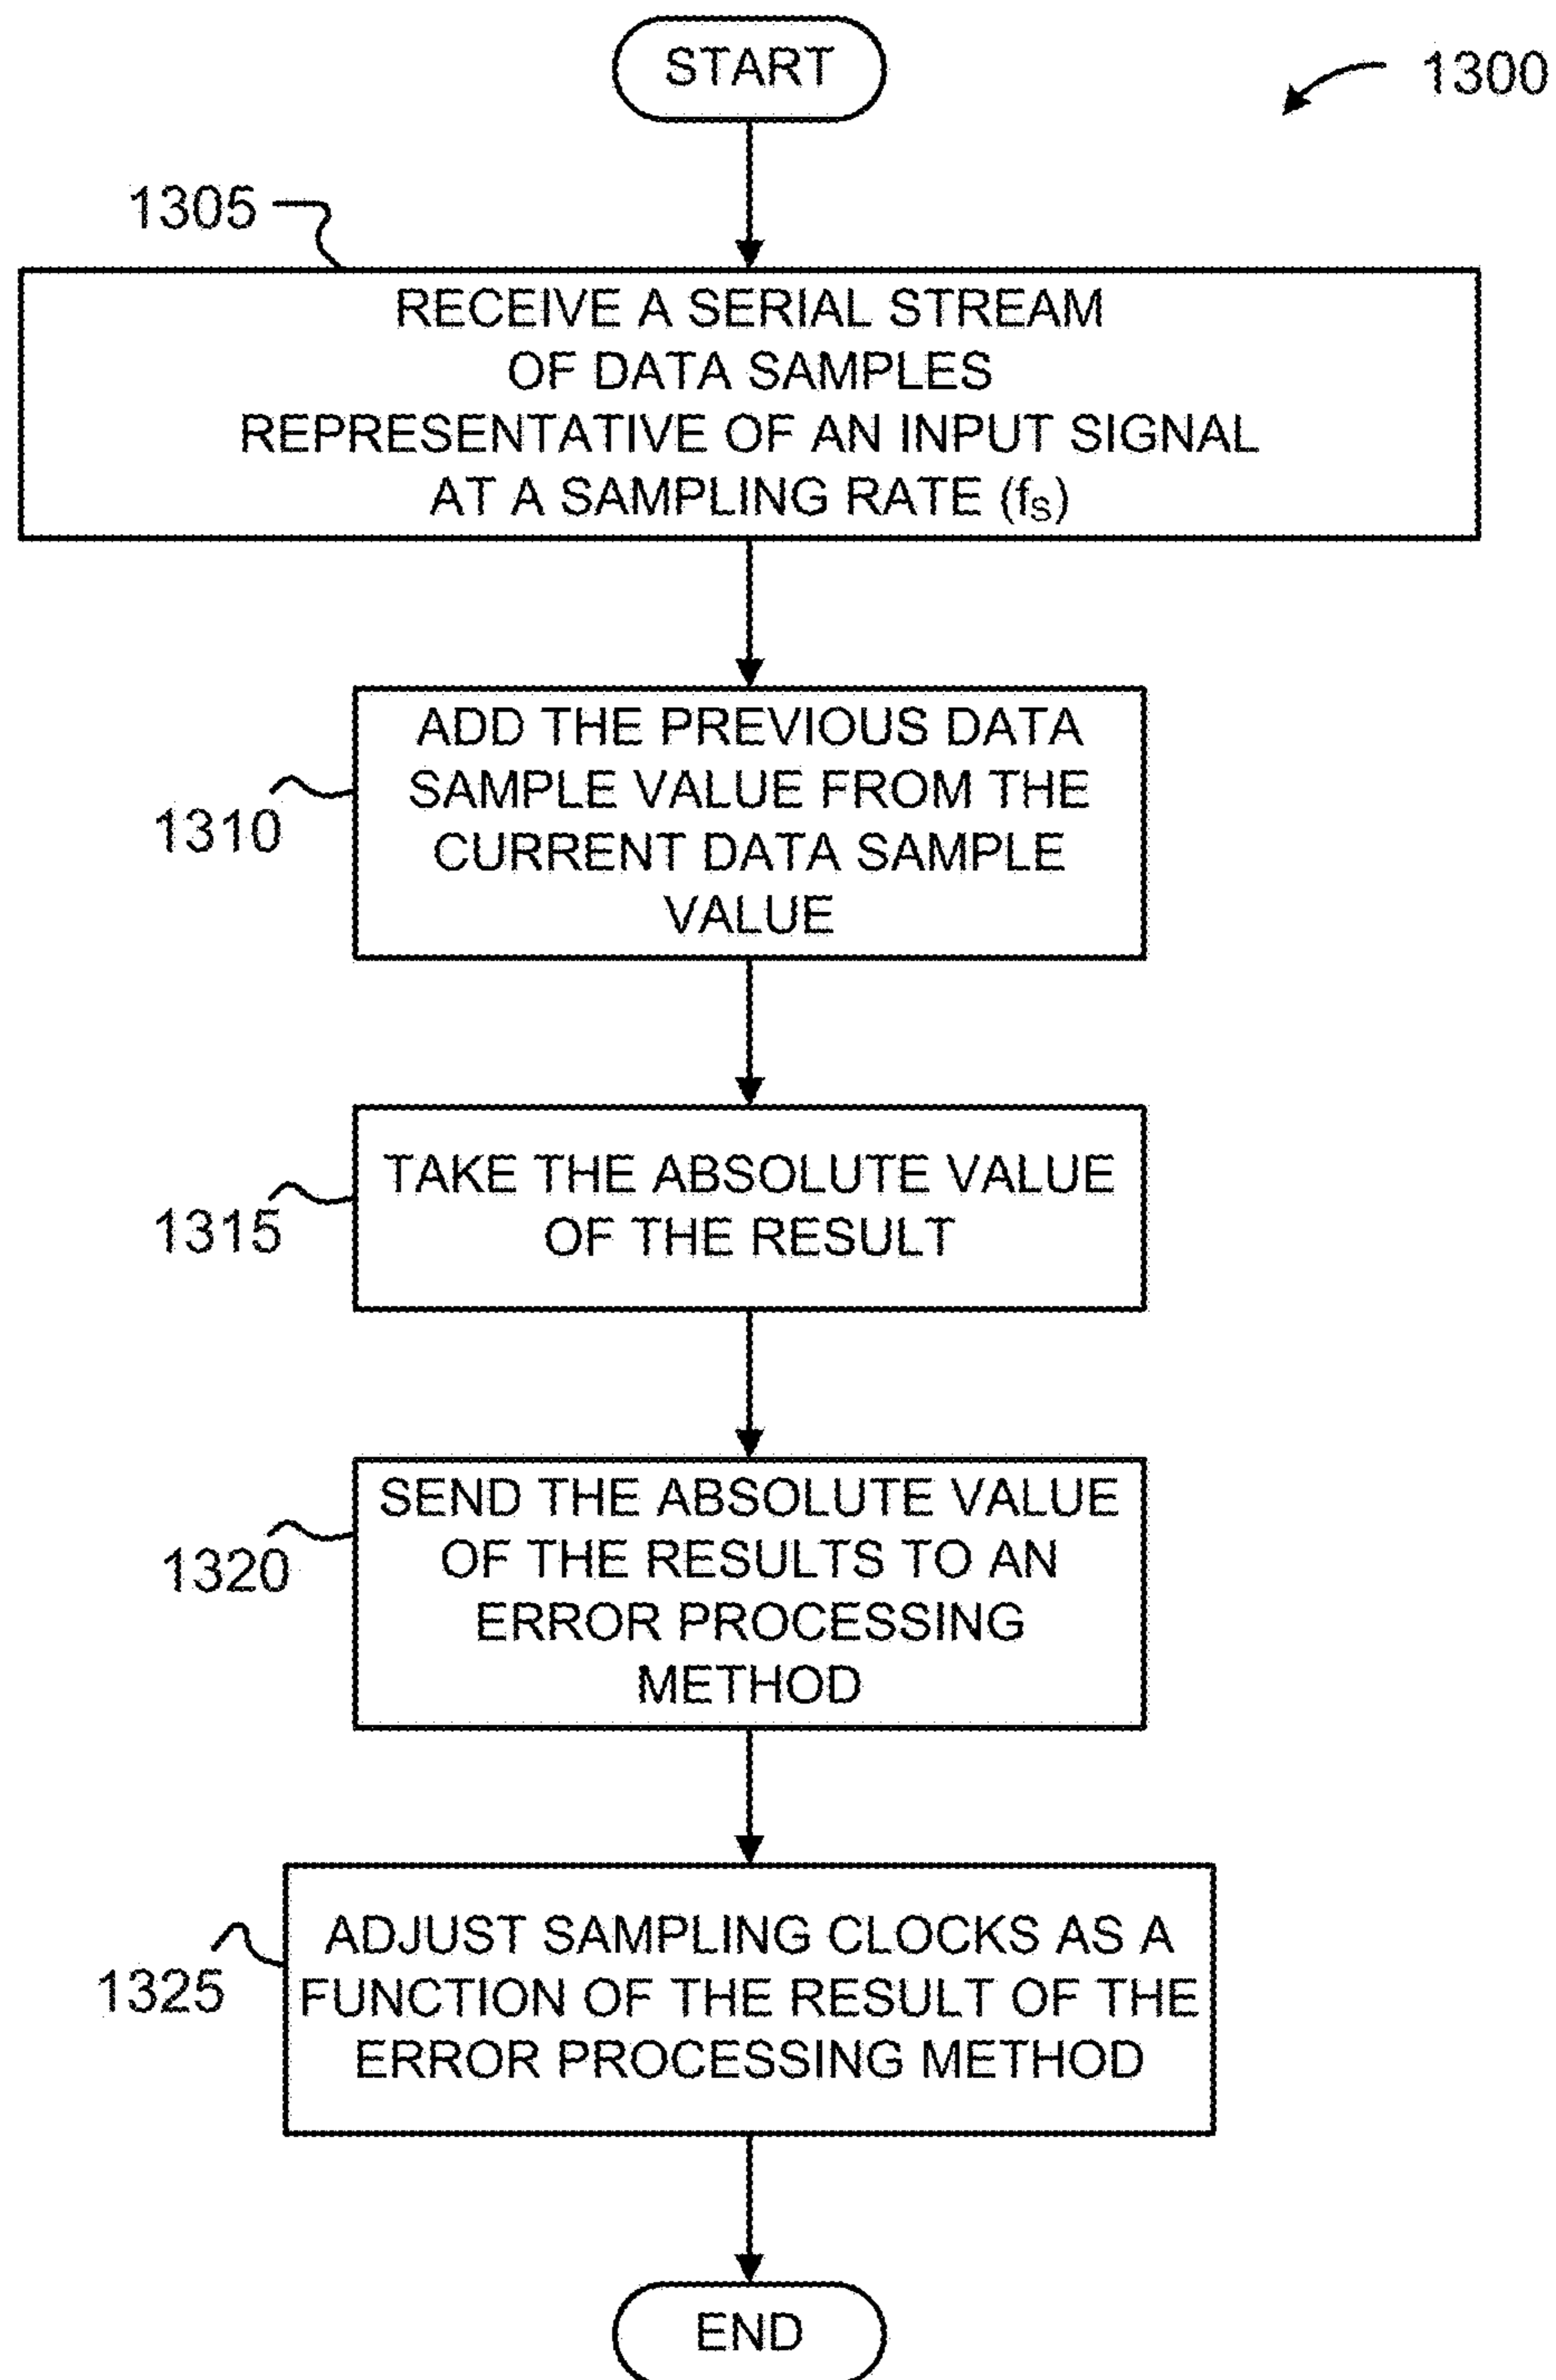 START
1300
1305
RECEIVE A SERIAL STREAM
OF DATA SAMPLES
REPRESENTATIVE OF AN INPUT SIGNAL
AT A SAMPLING RATE (fS)
1310
ADD THE PREVIOUS DATA
SAMPLE VALUE FROM THE
CURRENT DATA SAMPLE
VALUE
1315
TAKE THE ABSOLUTE VALUE
OF THE RESULT
1320
SEND THE ABSOLUTE VALUE
OF THE RESULTS TO AN
ERROR PROCESSING
METHOD
1325
ADJUST SAMPLING CLOCKS AS A
FUNCTION OF THE RESULT OF THE
ERROR PROCESSING METHOD
END